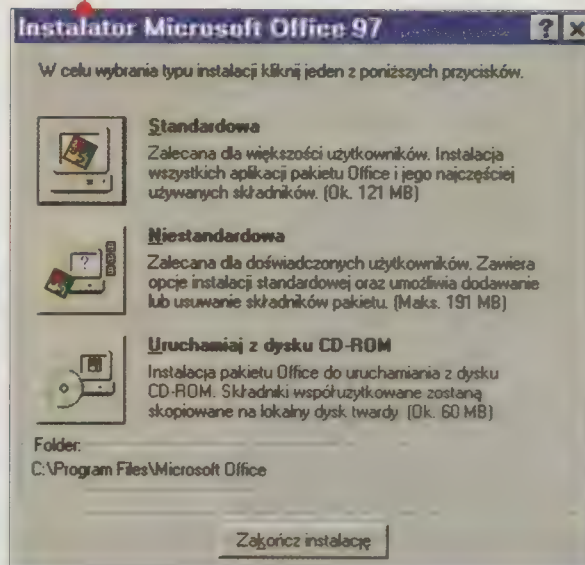 Instalator Microsoft Office 97
W celu wybrania typu instalacji kliknij jeden z poniższych przycisków.
Standardowa
Zalecana dla większości użytkowników. Instalacja
wszystkich aplikacji pakietu Office i jego najczęściej
używanych składników. (Ok. 121 MB)
Niestandardowa
Zalecana dla doświadczonych użytkowników. Zawiera
opcje instalacji standardowej oraz umożliwia dodawanie
lub usuwanie składników pakietu. (Maks. 191 MB)
Uruchamiaj z dysku CD-ROM
Instalacja pakietu Office do uruchamiania z dysku
CD-ROM. Składniki współużytkowane zostaną
skopiowane na lokalny dysk twardy. (Ok. 60 MB)
Folder:
C:\Program Files\Microsoft Office
Zakończ instalację